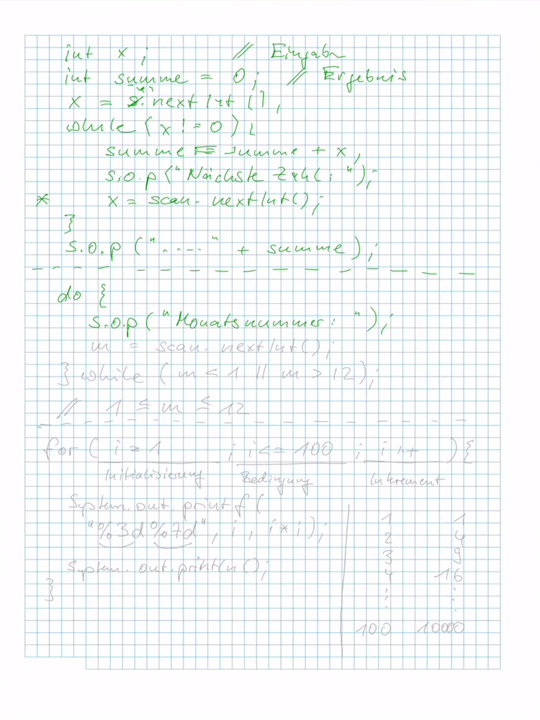 int x ; // Eingabe
int summe = 0; // Ergebnis
x = s.nextInt();
while (x != 0) {
summe = summe + x;
s.o.p ("Nächste Zahl: ");
* x = scan.nextInt();
}
s.o.p ("....." + summe);
do {
s.o.p ("Monatsnummer: ");
m = scan.nextInt();
} while (m < 1 || m > 12);
// 1 ≤ m ≤ 12
for ( i = 1 ; i <= 100 ; i++ ) {
Initialisierung Bedingung Inkrement
System.out.printf(
"%3d%7d", i, i*i);
System.out.println();
}
1 1
2 4
3 9
4 16
⋮ ⋮
100 10000